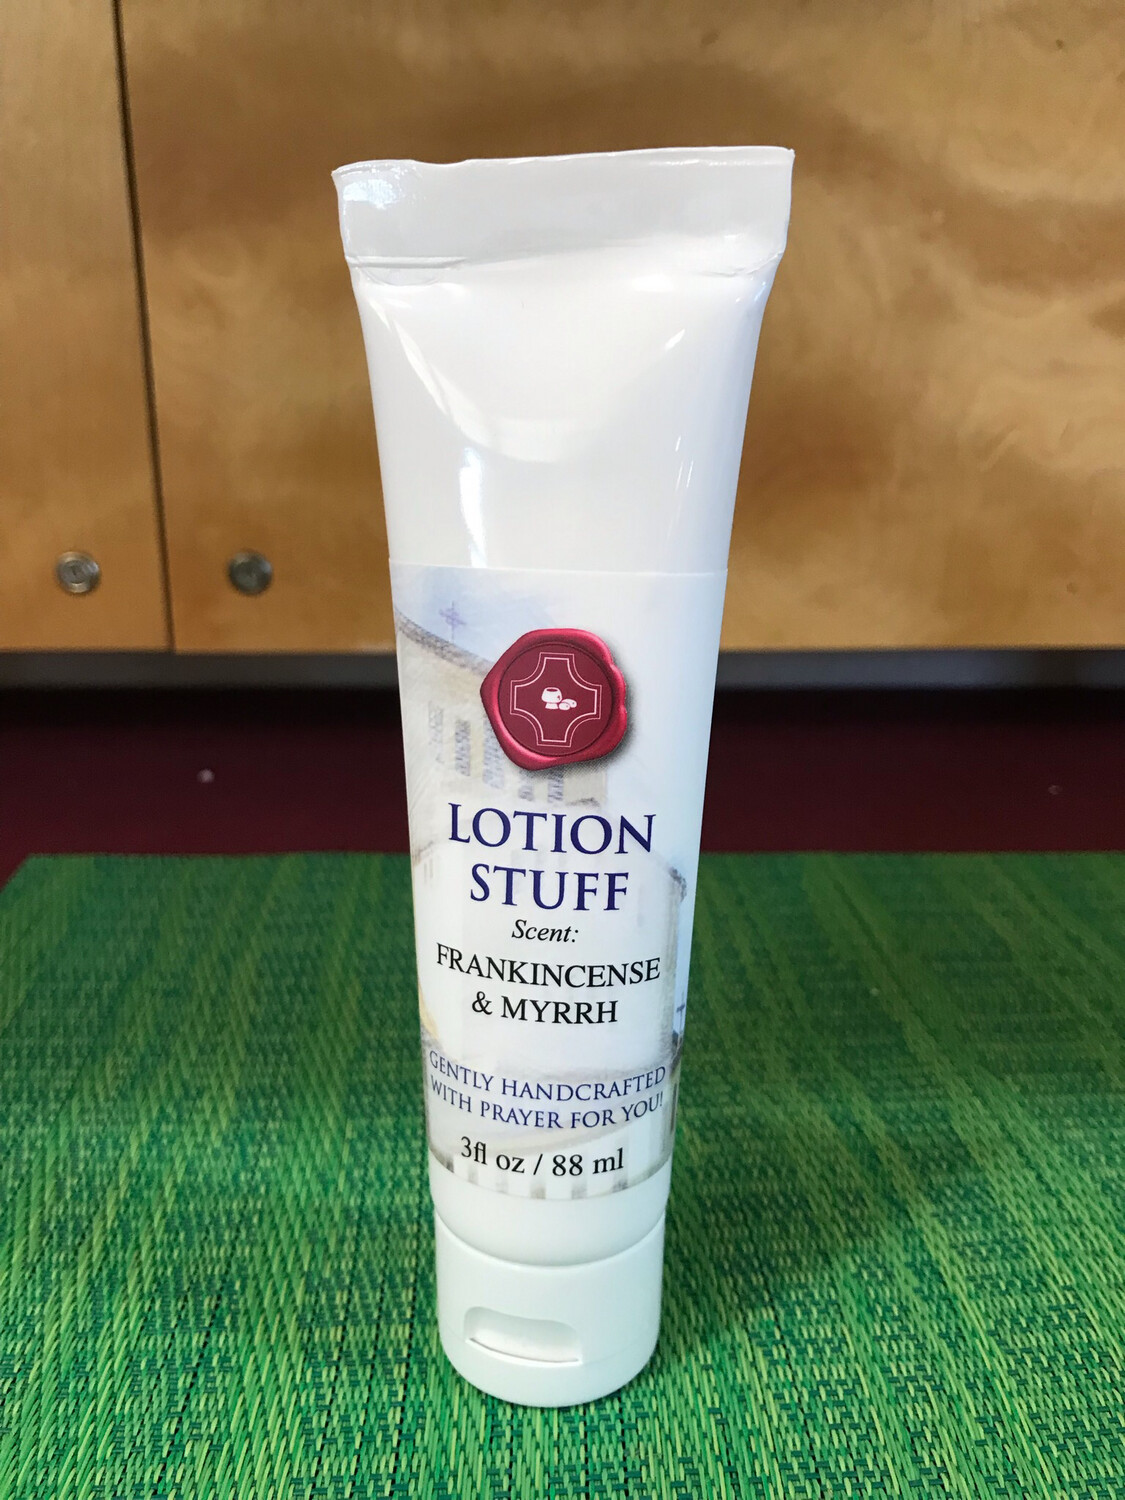 LOTION
STUFF
Scent:
FRANKINCENSE
& MYRRH
GENTLY HANDCRAFTED
WITH PRAYER FOR YOU!
3fl oz / 88 ml